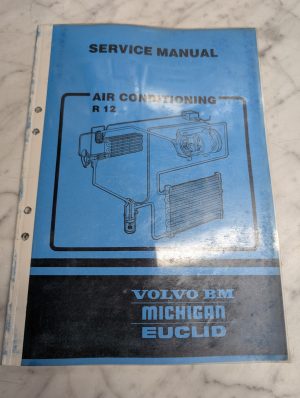 SERVICE MANUAL
AIR CONDITIONING
R 12
VOLVO BM
MICHIGAN
EUCLID